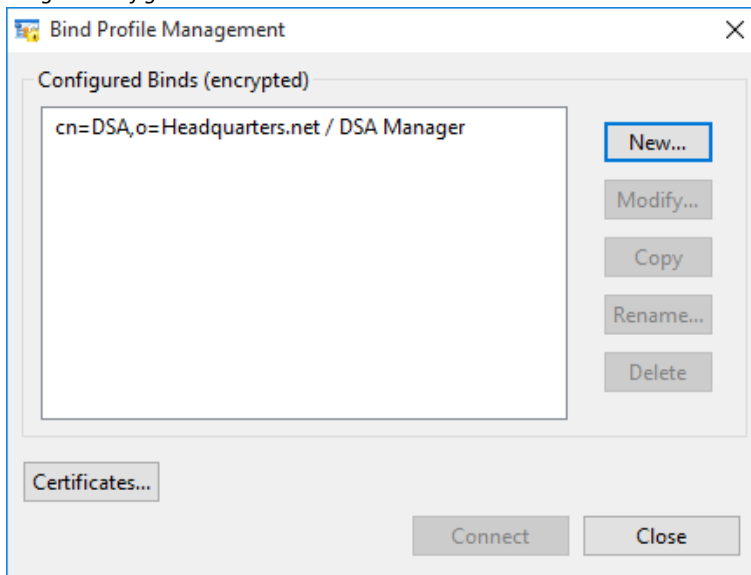 Bind Profile Management
Configured Binds (encrypted)
cn=DSA,o=Headquarters.net / DSA Manager
New...
Modify...
Copy
Rename...
Delete
Certificates...
Connect
Close